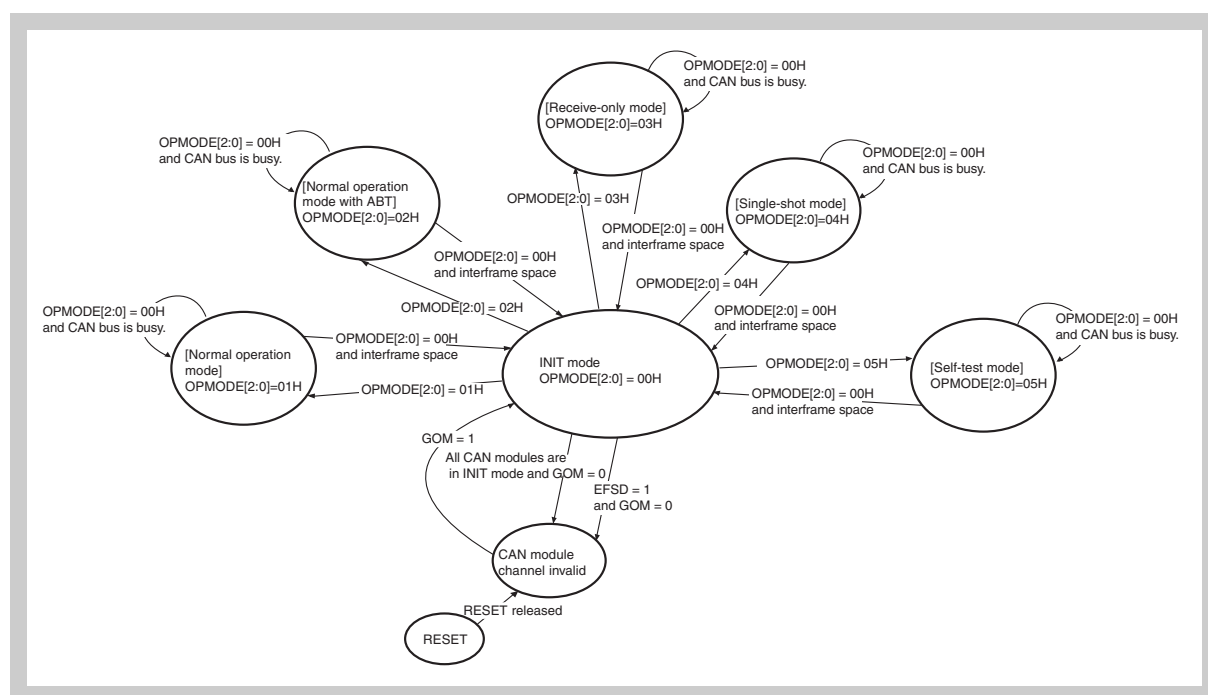 OPMODE[2:0] = 00H
and CAN bus is busy.
[Receive-only mode]
OPMODE[2:0]=03H
OPMODE[2:0] = 00H
and CAN bus is busy.
[Normal operation
mode with ABT]
OPMODE[2:0]=02H
OPMODE[2:0] = 00H
and CAN bus is busy.
[Single-shot mode]
OPMODE[2:0]=04H
OPMODE[2:0] = 03H
OPMODE[2:0] = 00H
and interframe space
OPMODE[2:0] = 00H
and interframe space
OPMODE[2:0] = 04H
OPMODE[2:0] = 02H
OPMODE[2:0] = 00H
and interframe space
OPMODE[2:0] = 00H
and CAN bus is busy.
[Normal operation
mode]
OPMODE[2:0]=01H
OPMODE[2:0] = 00H
and interframe space
OPMODE[2:0] = 01H
INIT mode
OPMODE[2:0] = 00H
OPMODE[2:0] = 05H
OPMODE[2:0] = 00H
and interframe space
OPMODE[2:0] = 00H
and CAN bus is busy.
[Self-test mode]
OPMODE[2:0]=05H
GOM = 1
All CAN modules are
in INIT mode and GOM = 0
EFSD = 1
and GOM = 0
CAN module
channel invalid
RESET released
RESET